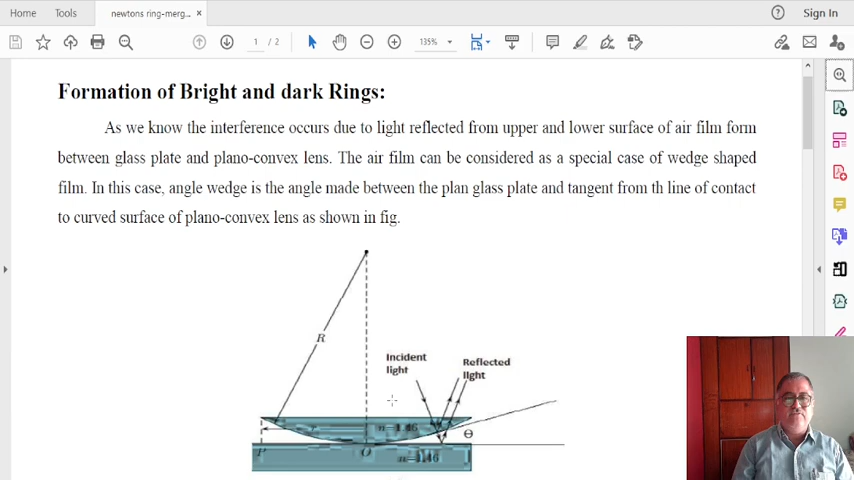 Home
Tools
newtons ring-merg...
×
?
Sign In
1
/ 2
135%
Formation of Bright and dark Rings:
As we know the interference occurs due to light reflected from upper and lower surface of air film form
between glass plate and plano-convex lens. The air film can be considered as a special case of wedge shaped
film. In this case, angle wedge is the angle made between the plan glass plate and tangent from th line of contact
to curved surface of plano-convex lens as shown in fig.
R
Incident
light
Reflected
light
r
n=1.46
Θ
P
O
n=1.46